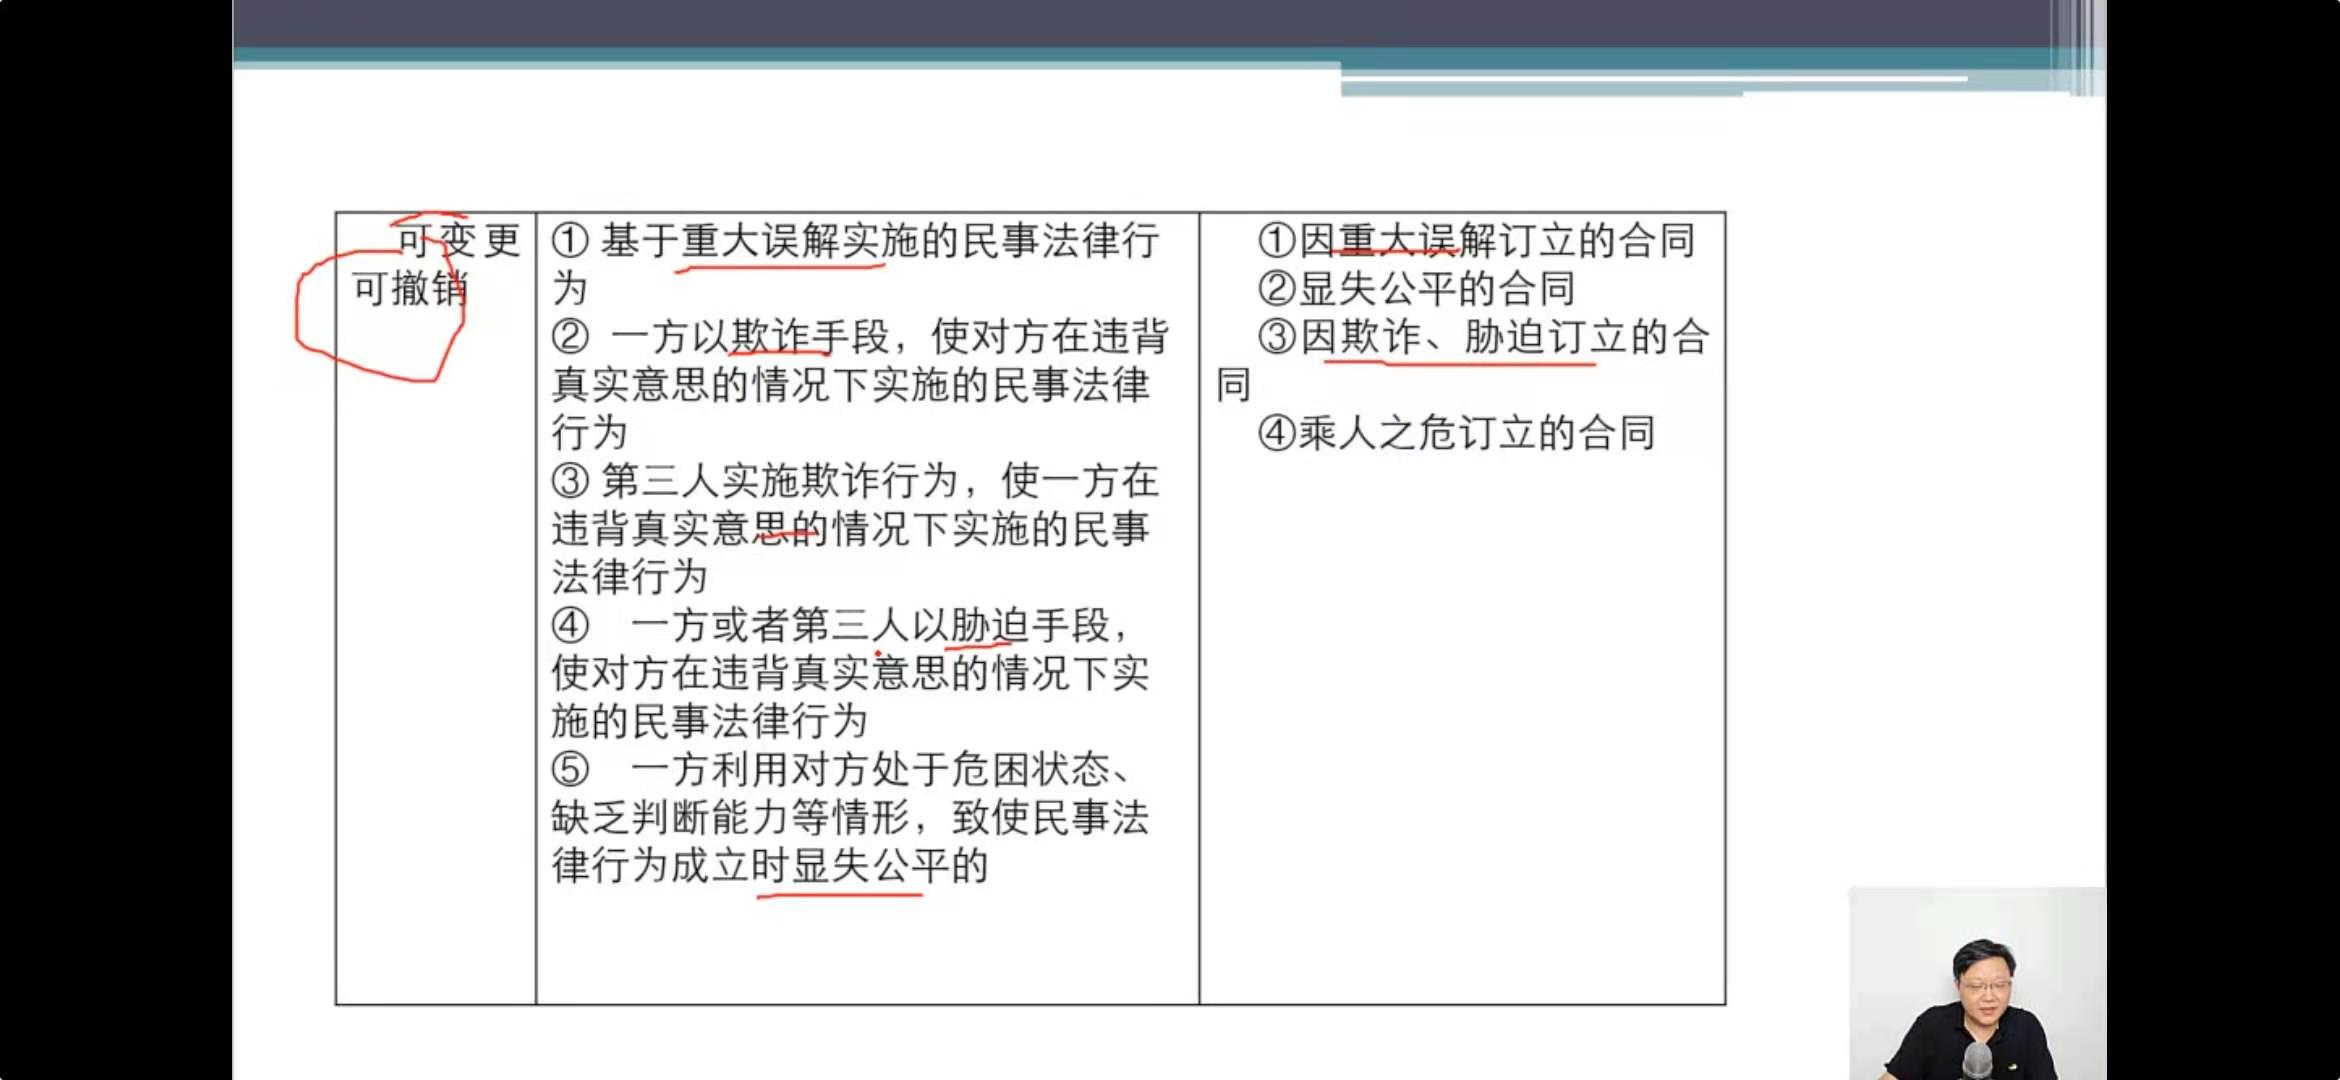 可变更
可撤销
① 基于重大误解实施的民事法律行
为
② 一方以欺诈手段，使对方在违背
真实意思的情况下实施的民事法律
行为
③ 第三人实施欺诈行为，使一方在
违背真实意思的情况下实施的民事
法律行为
④ 一方或者第三人以胁迫手段，
使对方在违背真实意思的情况下实
施的民事法律行为
⑤ 一方利用对方处于危困状态、
缺乏判断能力等情形，致使民事法
律行为成立时显失公平的
①因重大误解订立的合同
②显失公平的合同
③因欺诈、胁迫订立的合
同
④乘人之危订立的合同